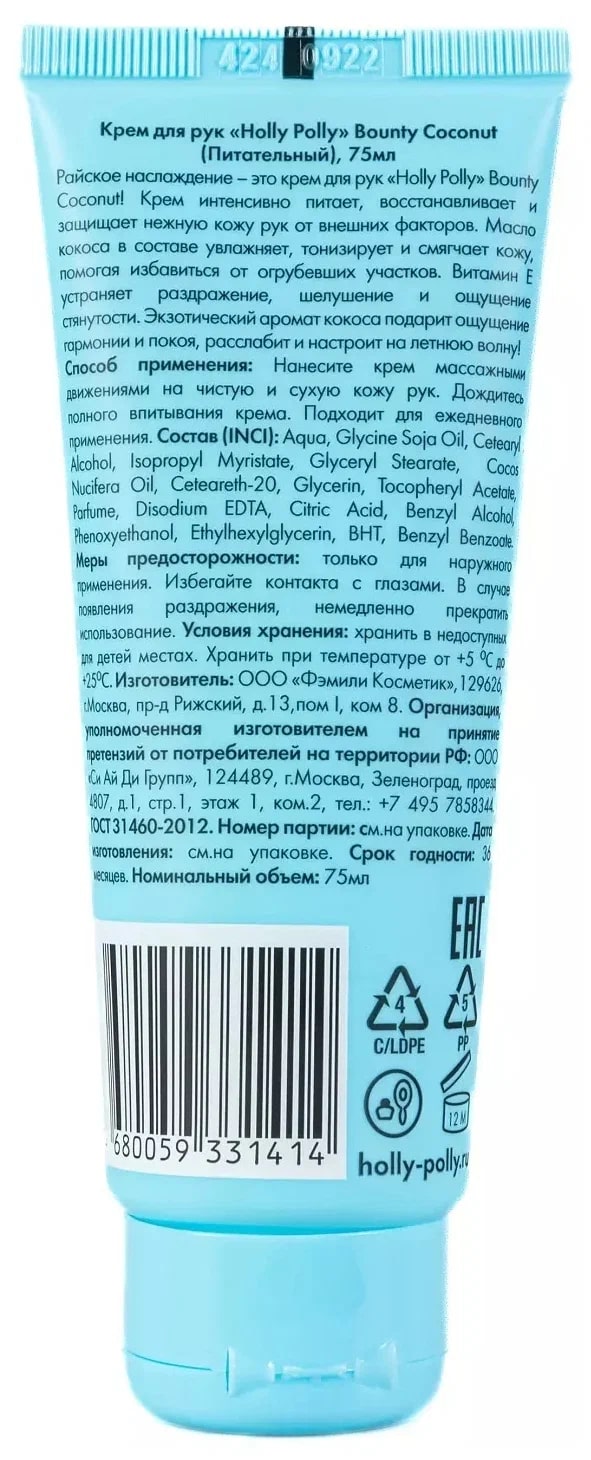 424 0922
Крем для рук «Holly Polly» Bounty Coconut
(Питательный), 75мл
Райское наслаждение – это крем для рук «Holly Polly» Bounty
Coconut! Крем интенсивно питает, восстанавливает и
защищает нежную кожу рук от внешних факторов. Масло
кокоса в составе увлажняет, тонизирует и смягчает кожу,
помогая избавиться от огрубевших участков. Витамин Е
устраняет раздражение, шелушение и ощущение
стянутости. Экзотический аромат кокоса подарит ощущение
гармонии и покоя, расслабит и настроит на летнюю волну!
Способ применения: Нанесите крем массажными
движениями на чистую и сухую кожу рук. Дождитесь
полного впитывания крема. Подходит для ежедневного
применения. Состав (INCI): Aqua, Glycine Soja Oil, Cetearyl
Alcohol, Isopropyl Myristate, Glyceryl Stearate, Cocos
Nucifera Oil, Ceteareth-20, Glycerin, Tocopheryl Acetate,
Parfume, Disodium EDTA, Citric Acid, Benzyl Alcohol,
Phenoxyethanol, Ethylhexylglycerin, BHT, Benzyl Benzoate.
Меры предосторожности: только для наружного
применения. Избегайте контакта с глазами. В случае
появления раздражения, немедленно прекратить
использование. Условия хранения: хранить в недоступных
для детей местах. Хранить при температуре от +5 ºC до
+25ºC. Изготовитель: ООО «Фэмили Косметик», 129626,
г.Москва, пр-д Рижский, д.13,пом I, ком 8. Организация,
уполномоченная изготовителем на принятие
претензий от потребителей на территории РФ: ООО
«Си Ай Ди Групп», 124489, г.Москва, Зеленоград, проезд
4807, д.1, стр.1, этаж 1, ком.2, тел.: +7 495 7858344
ГОСТ 31460-2012. Номер партии: см.на упаковке. Дата
изготовления: см.на упаковке. Срок годности: 36
месяцев. Номинальный объем: 75мл
EAC
4 5
C/LDPE PP
12 M
680059 331414
holly-polly.ru